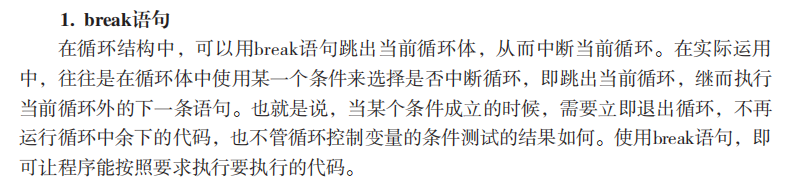 1. break语句
在循环结构中，可以用break语句跳出当前循环体，从而中断当前循环。在实际运用
中，往往是在循环体中使用某一个条件来选择是否中断循环，即跳出当前循环，继而执行
当前循环外的下一条语句。也就是说，当某个条件成立的时候，需要立即退出循环，不再
运行循环中余下的代码，也不管循环控制变量的条件测试的结果如何。使用break语句，即
可让程序能按照要求执行要执行的代码。